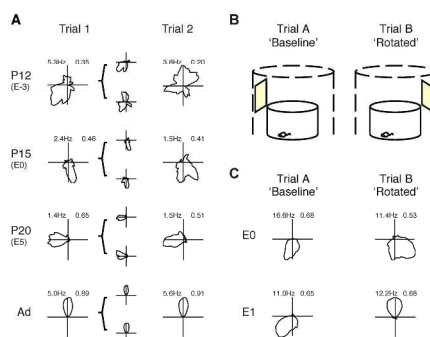 A
Trial 1
Trial 2
P12
(E-3)
5.3Hz 0.35
3.8Hz 0.20
P15
(E0)
2.4Hz 0.46
1.5Hz 0.41
P20
(E5)
1.4Hz 0.65
1.5Hz 0.51
Ad
5.0Hz 0.89
5.6Hz 0.91
B
Trial A
'Baseline'
Trial B
'Rotated'
C
Trial A
'Baseline'
Trial B
'Rotated'
E0
16.6Hz 0.68
11.4Hz 0.53
E1
11.0Hz 0.65
12.2Hz 0.68